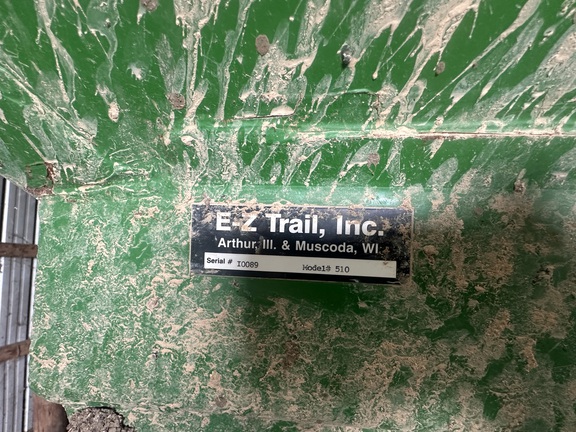 E-Z Trail, Inc.
Arthur, Ill. & Muscoda, WI.
Serial # I0089 Model# 510